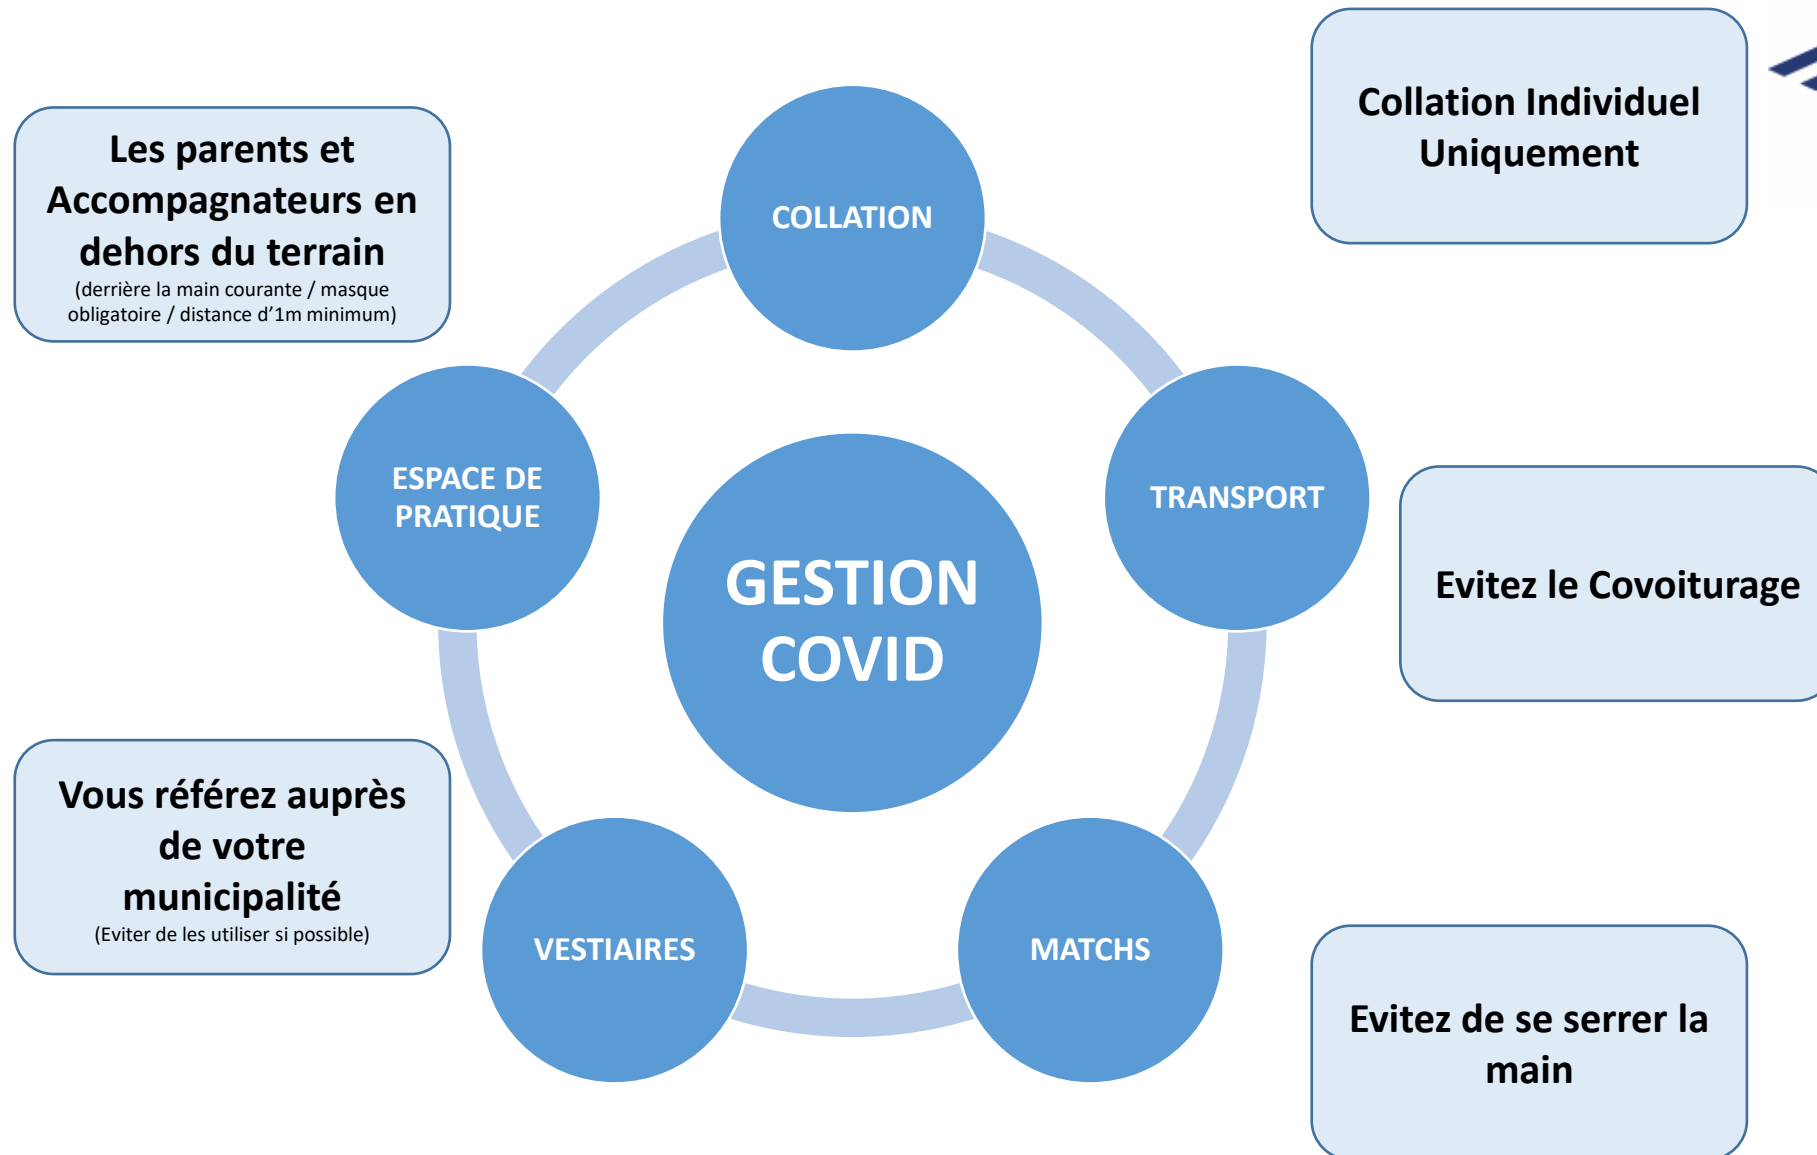 Collation Individuel
Uniquement
Les parents et
Accompagnateurs en
dehors du terrain
(derrière la main courante / masque
obligatoire / distance d'1m minimum)
COLLATION
ESPACE DE
PRATIQUE
TRANSPORT
GESTION
COVID
Evitez le Covoiturage
Vous référez auprès
de votre
municipalité
(Eviter de les utiliser si possible)
VESTIAIRES
MATCHS
Evitez de se serrer la
main